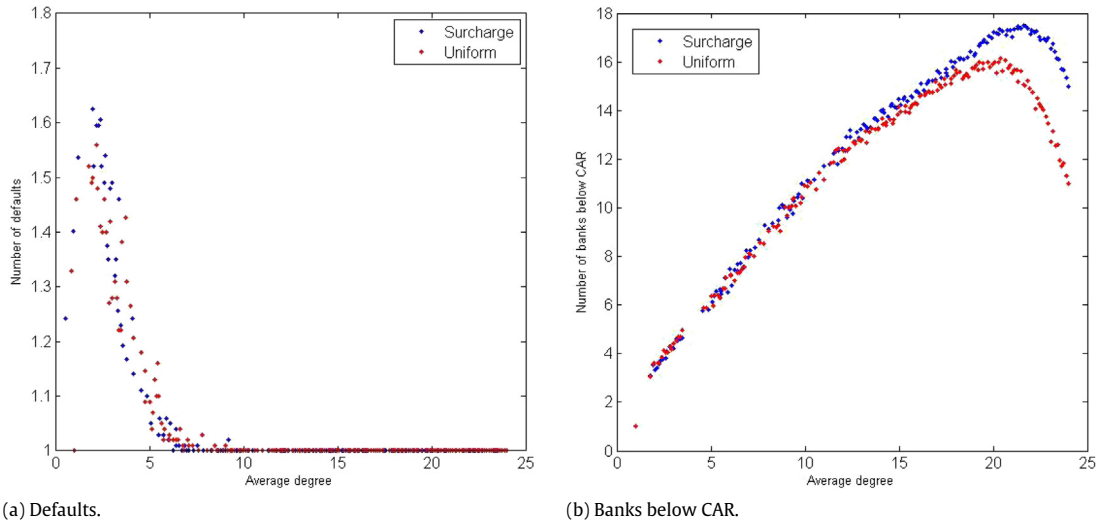 1.8
1.7
1.6
1.5
1.4
1.3
1.2
1.1
1
0 5 10 15 20 25
Number of defaults
Average degree
Surcharge
Uniform
(a) Defaults.
18
16
14
12
10
8
6
4
2
0
0 5 10 15 20 25
Number of banks below CAR
Average degree
Surcharge
Uniform
(b) Banks below CAR.